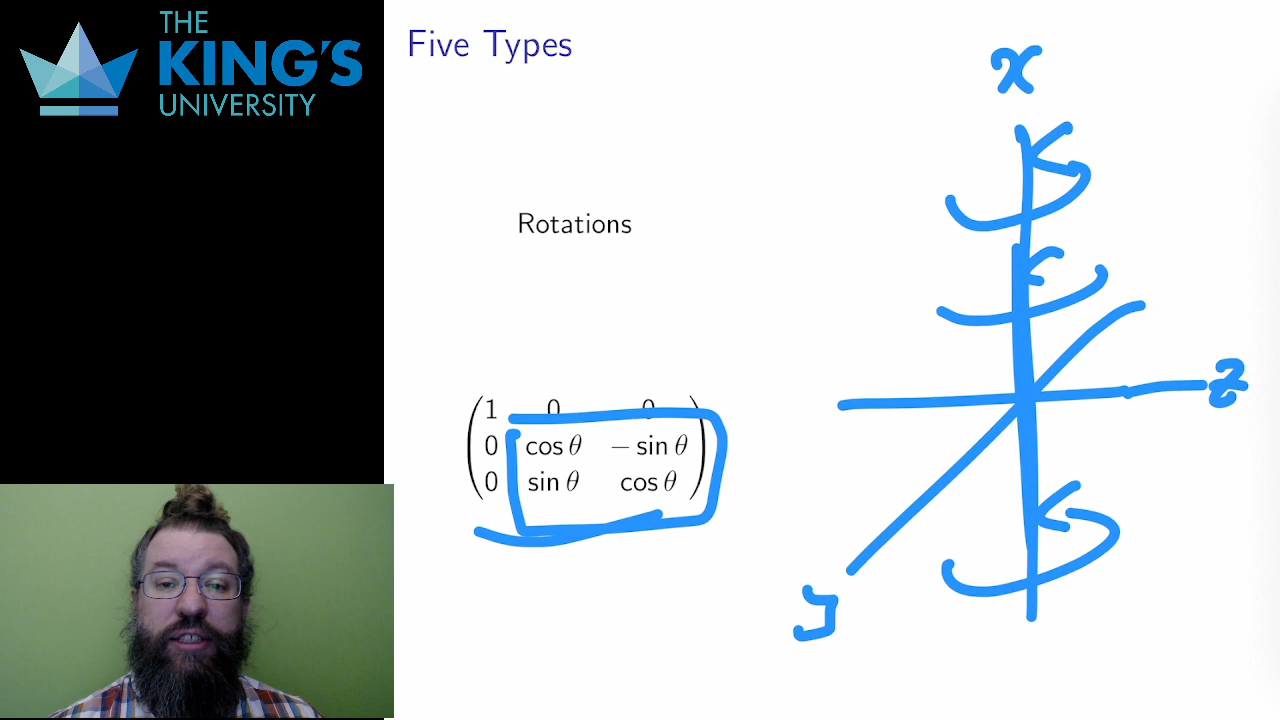 THE
KING'S
UNIVERSITY
Five Types
Rotations
1 0 0
0 cos θ − sin θ
0 sin θ cos θ
x
z
y